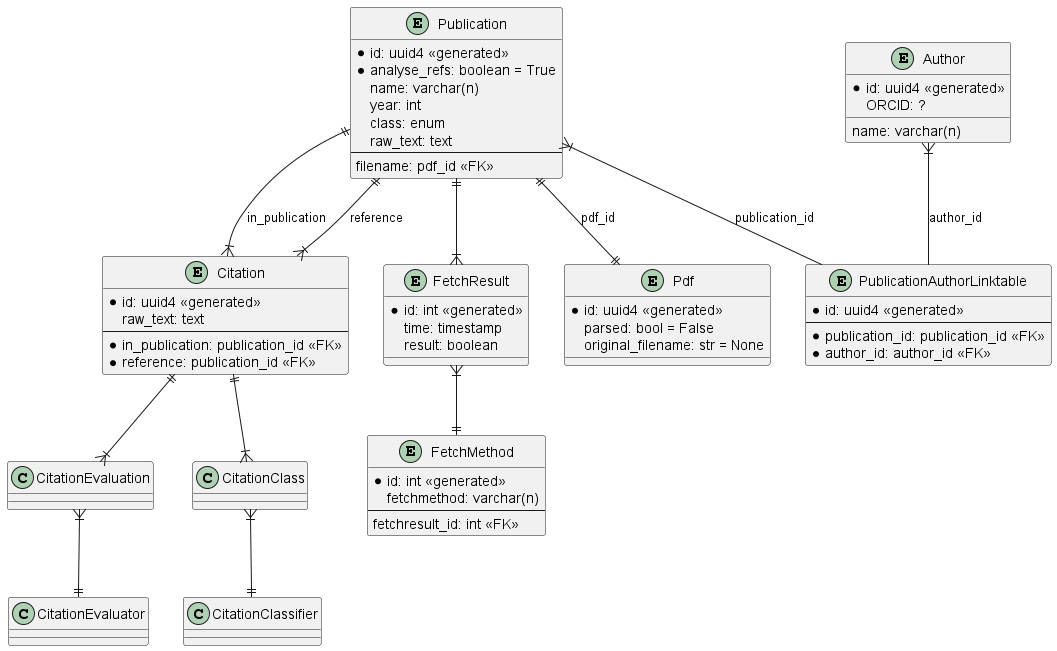 E Publication
id: uuid4 «generated»
analyse_refs: boolean = True
name: varchar(n)
year: int
class: enum
raw_text: text
filename: pdf_id «FK»
E Author
id: uuid4 «generated»
ORCID: ?
name: varchar(n)
in_publication
reference
pdf_id
publication_id
author_id
E Citation
id: uuid4 «generated»
raw_text: text
in_publication: publication_id «FK»
reference: publication_id «FK»
E FetchResult
id: int «generated»
time: timestamp
result: boolean
E Pdf
id: uuid4 «generated»
parsed: bool = False
original_filename: str = None
E PublicationAuthorLinktable
id: uuid4 «generated»
publication_id: publication_id «FK»
author_id: author_id «FK»
C CitationEvaluation
C CitationClass
E FetchMethod
id: int «generated»
fetchmethod: varchar(n)
fetchresult_id: int «FK»
C CitationEvaluator
C CitationClassifier